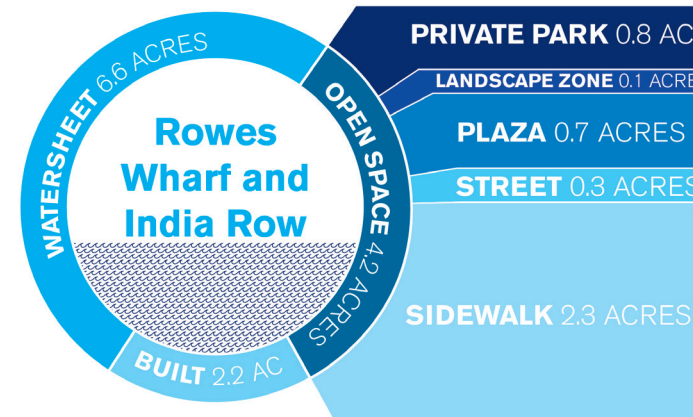 WATERSHEET 6.6 ACRES
Rowes
Wharf and
India Row
OPEN SPACE 4.2 ACRES
BUILT 2.2 AC
PRIVATE PARK 0.8 AC
LANDSCAPE ZONE 0.1 ACRES
PLAZA 0.7 ACRES
STREET 0.3 ACRES
SIDEWALK 2.3 ACRES